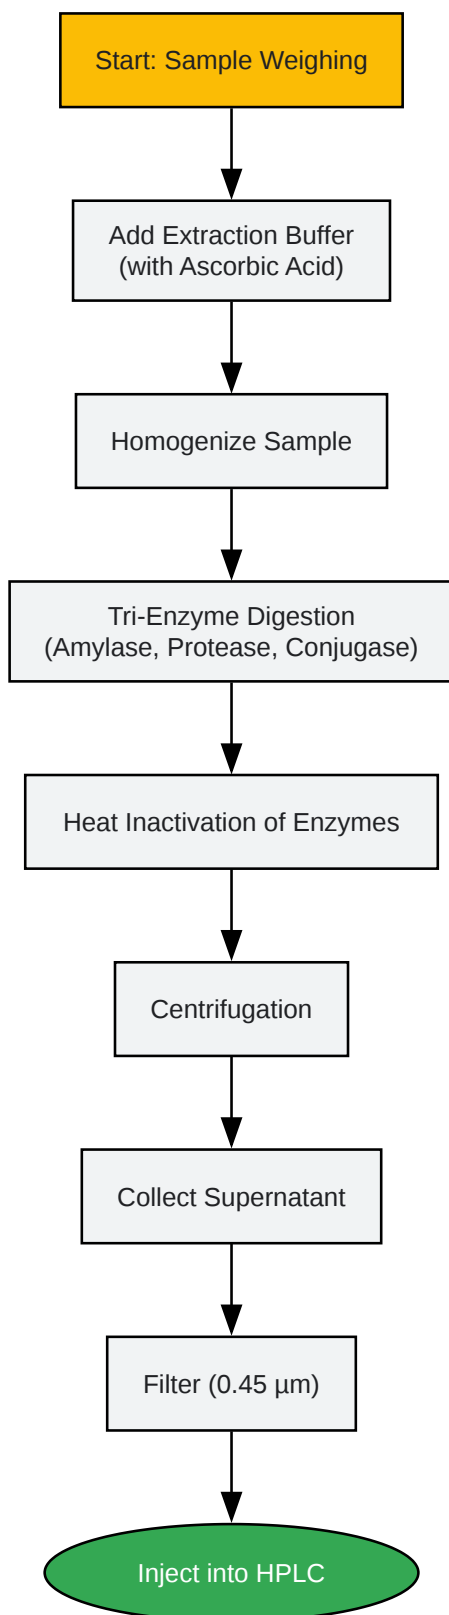 Start: Sample Weighing
Add Extraction Buffer
(with Ascorbic Acid)
Homogenize Sample
Tri-Enzyme Digestion
(Amylase, Protease, Conjugase)
Heat Inactivation of Enzymes
Centrifugation
Collect Supernatant
Filter (0.45 µm)
Inject into HPLC